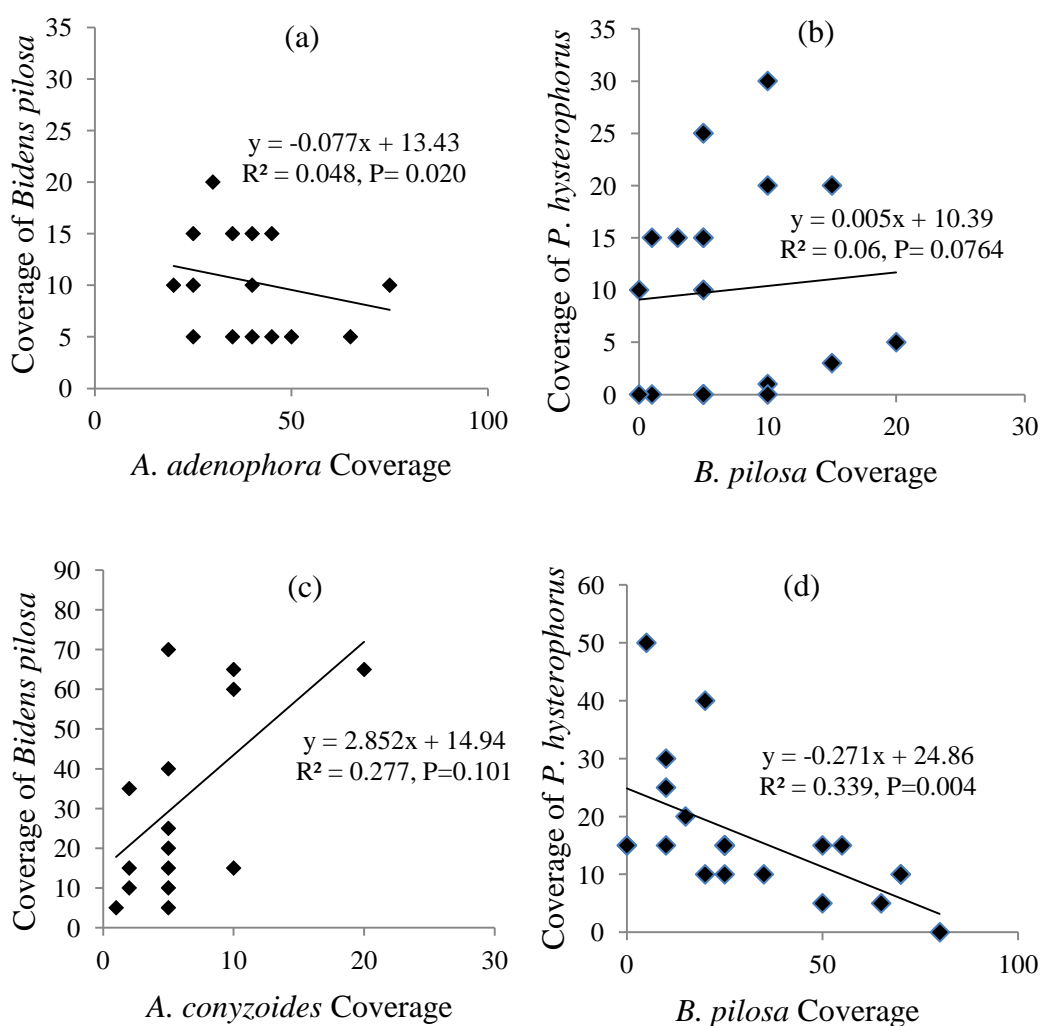 (a)
Coverage of Bidens pilosa
35
30
25
20
15
10
5
0
y = -0.077x + 13.43
R² = 0.048, P= 0.020
0 50 100
A. adenophora Coverage
(b)
Coverage of P. hysterophorus
35
30
25
20
15
10
5
0
y = 0.005x + 10.39
R² = 0.06, P= 0.0764
0 10 20 30
B. pilosa Coverage
(c)
Coverage of Bidens pilosa
90
80
70
60
50
40
30
20
10
0
y = 2.852x + 14.94
R² = 0.277, P=0.101
0 10 20 30
A. conyzoides Coverage
(d)
Coverage of P. hysterophorus
60
50
40
30
20
10
0
y = -0.271x + 24.86
R² = 0.339, P=0.004
0 50 100
B. pilosa Coverage